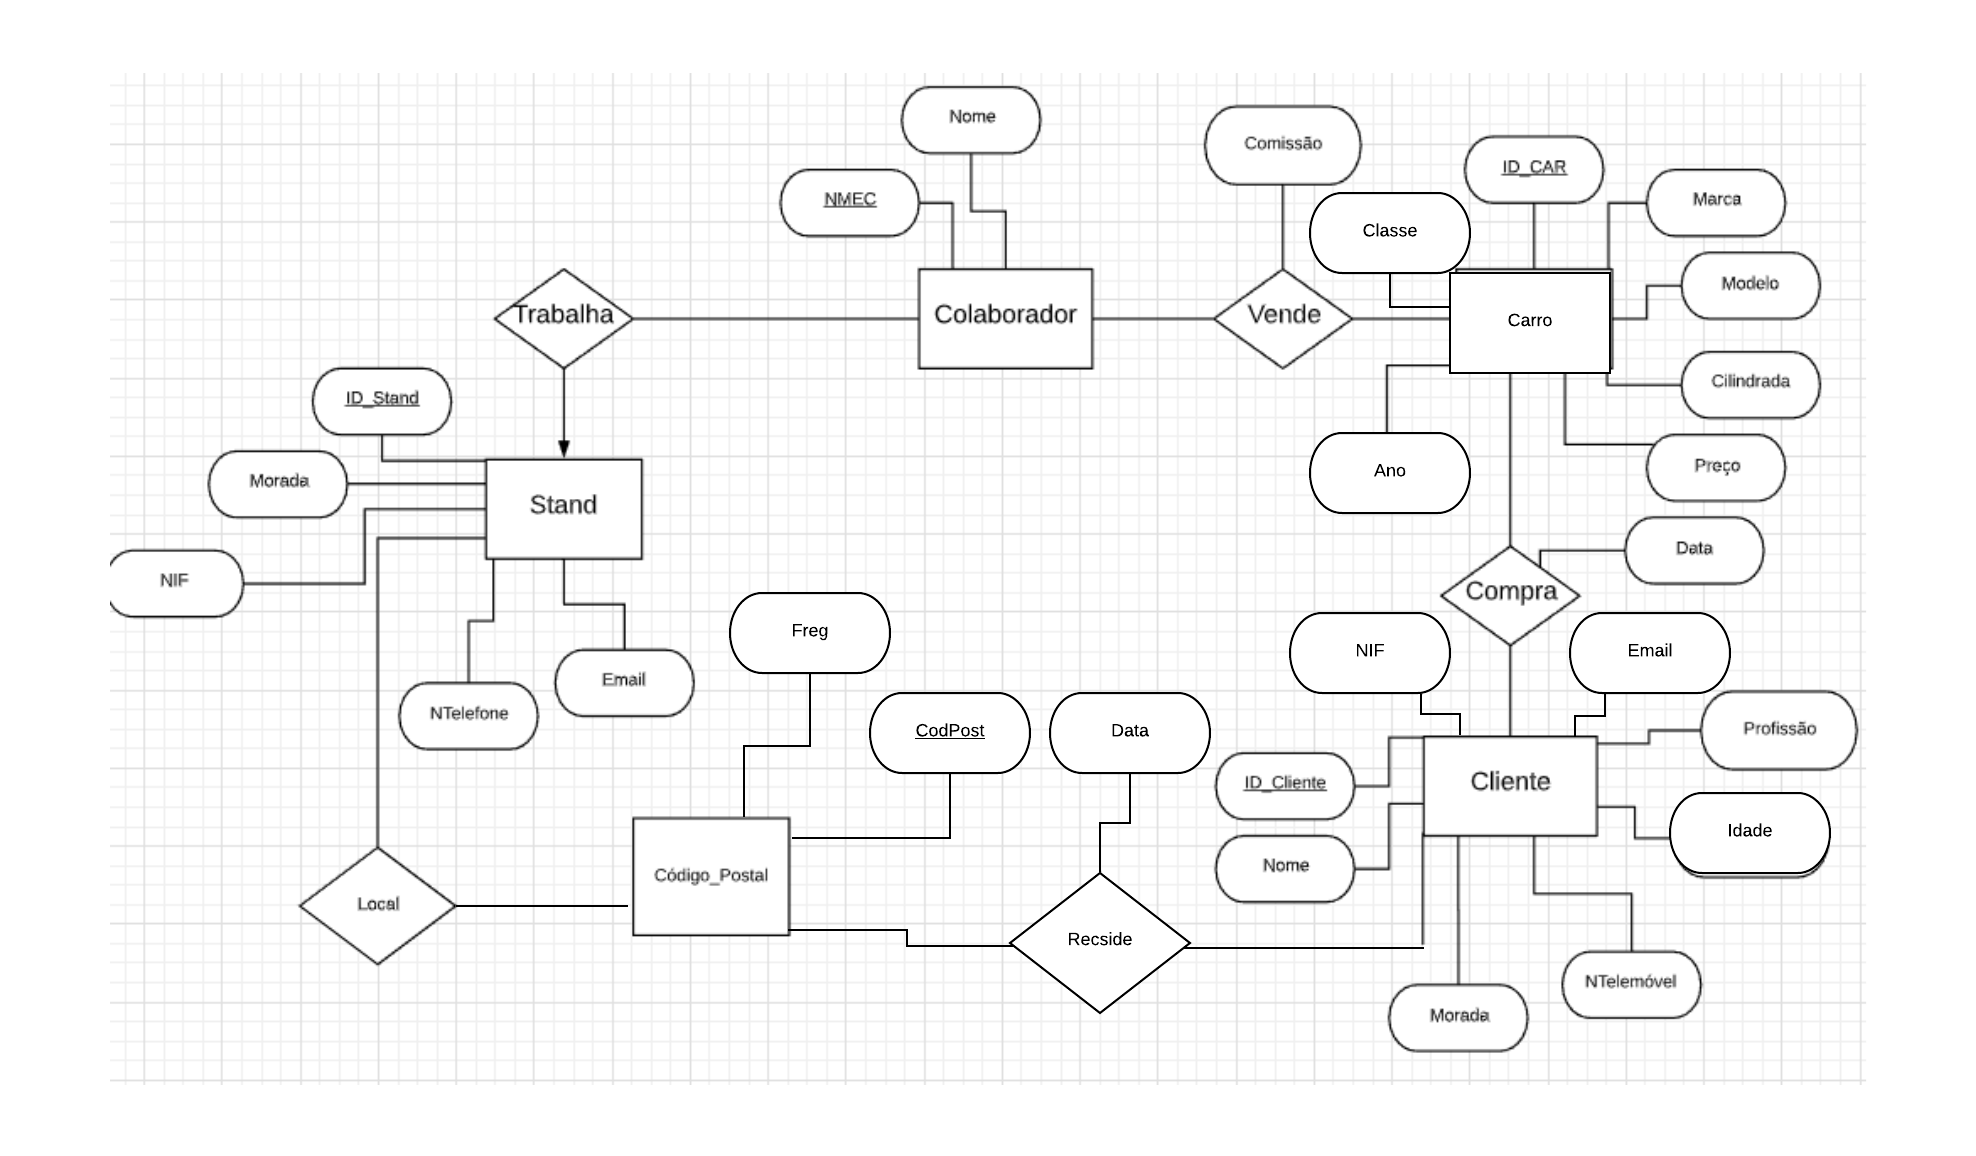 Nome
Comissão
ID_CAR
NMEC
Marca
Classe
Modelo
Trabalha
Colaborador
Vende
Carro
Cilindrada
ID_Stand
Preço
Ano
Morada
Stand
Data
NIF
Compra
Freg
NIF
Email
Email
NTelefone
CodPost
Data
Profissão
ID_Cliente
Cliente
Idade
Nome
Código_Postal
Local
Recside
NTelemóvel
Morada